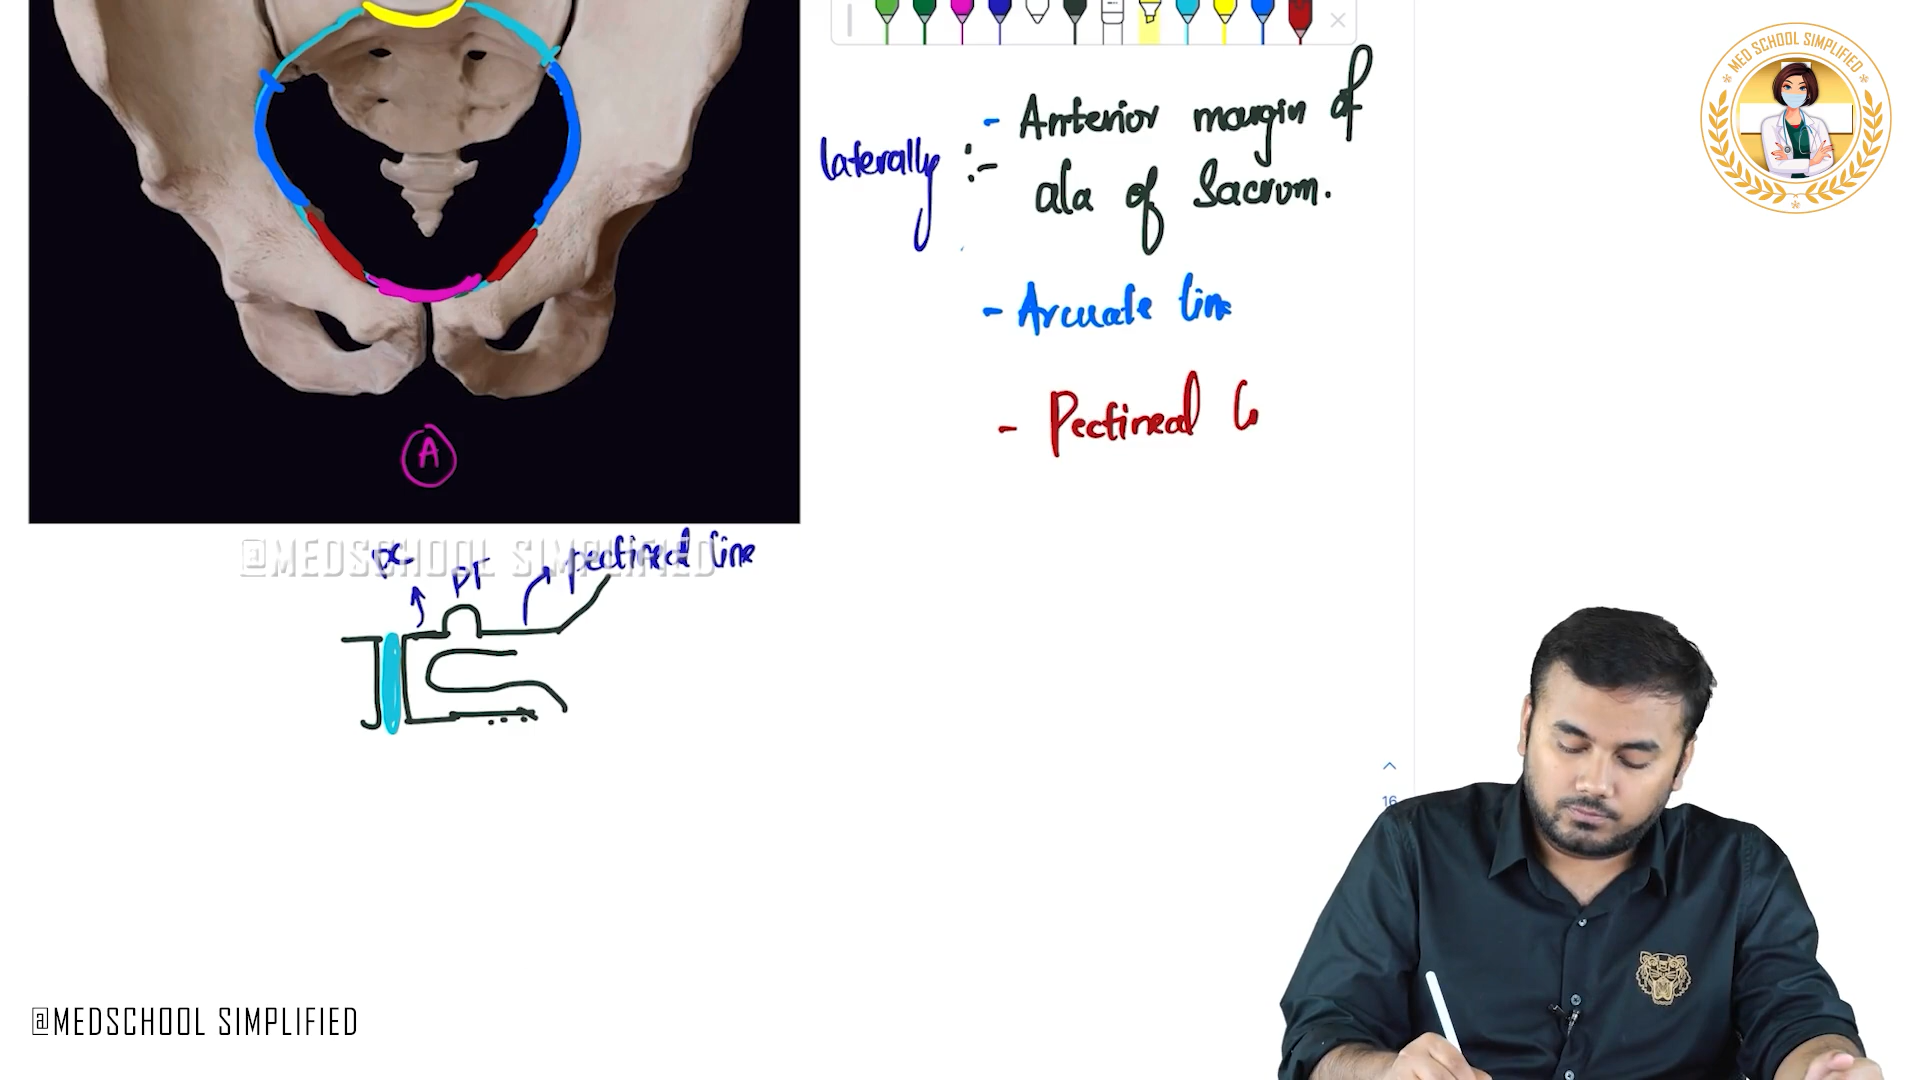 MED SCHOOL SIMPLIFIED
- Anterior margin of
laterally :-
ala of Sacrum.
- Arcuate line
- Pectineal l
A
@MEDSCHOOL SIMPLIFIED
PC
PT
pectineal line
16
@MEDSCHOOL SIMPLIFIED